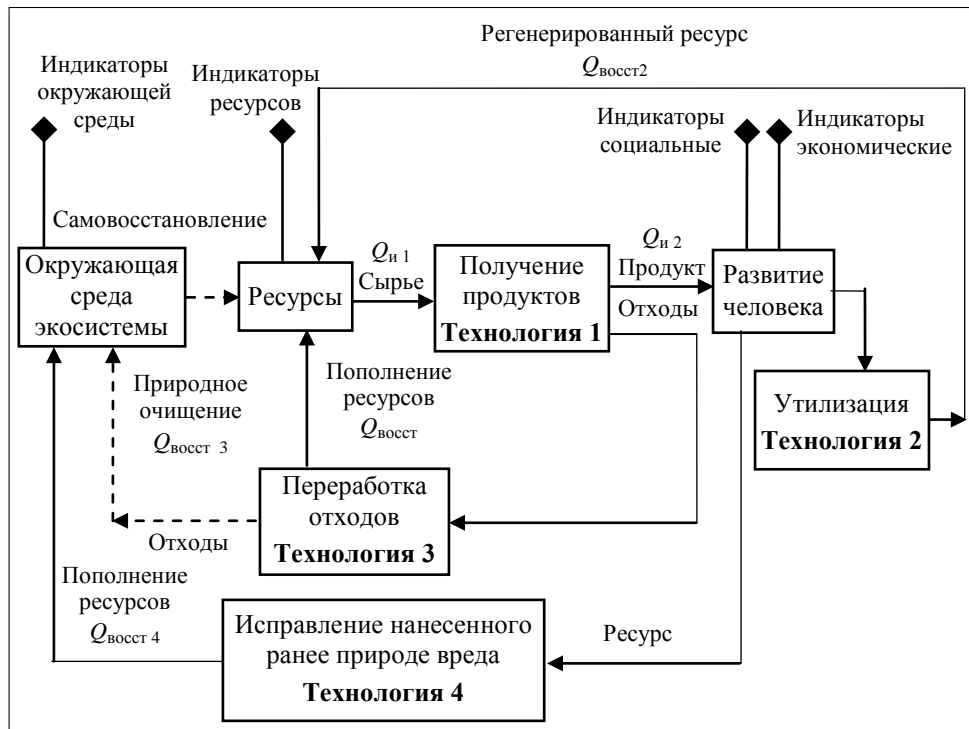 Регенерированный ресурс
Qвосст2
Индикаторы
окружающей
среды
Индикаторы
ресурсов
Индикаторы
социальные
Индикаторы
экономические
Самовосстановление
Окружающая
среда
экосистемы
Ресурсы
Qи 1
Сырье
Получение
продуктов
Технология 1
Qи 2
Продукт
Отходы
Развитие
человека
Природное
очищение
Qвосст 3
Пополнение
ресурсов
Qвосст
Утилизация
Технология 2
Переработка
отходов
Технология 3
Отходы
Пополнение
ресурсов
Qвосст 4
Исправление нанесенного
ранее природе вреда
Технология 4
Ресурс